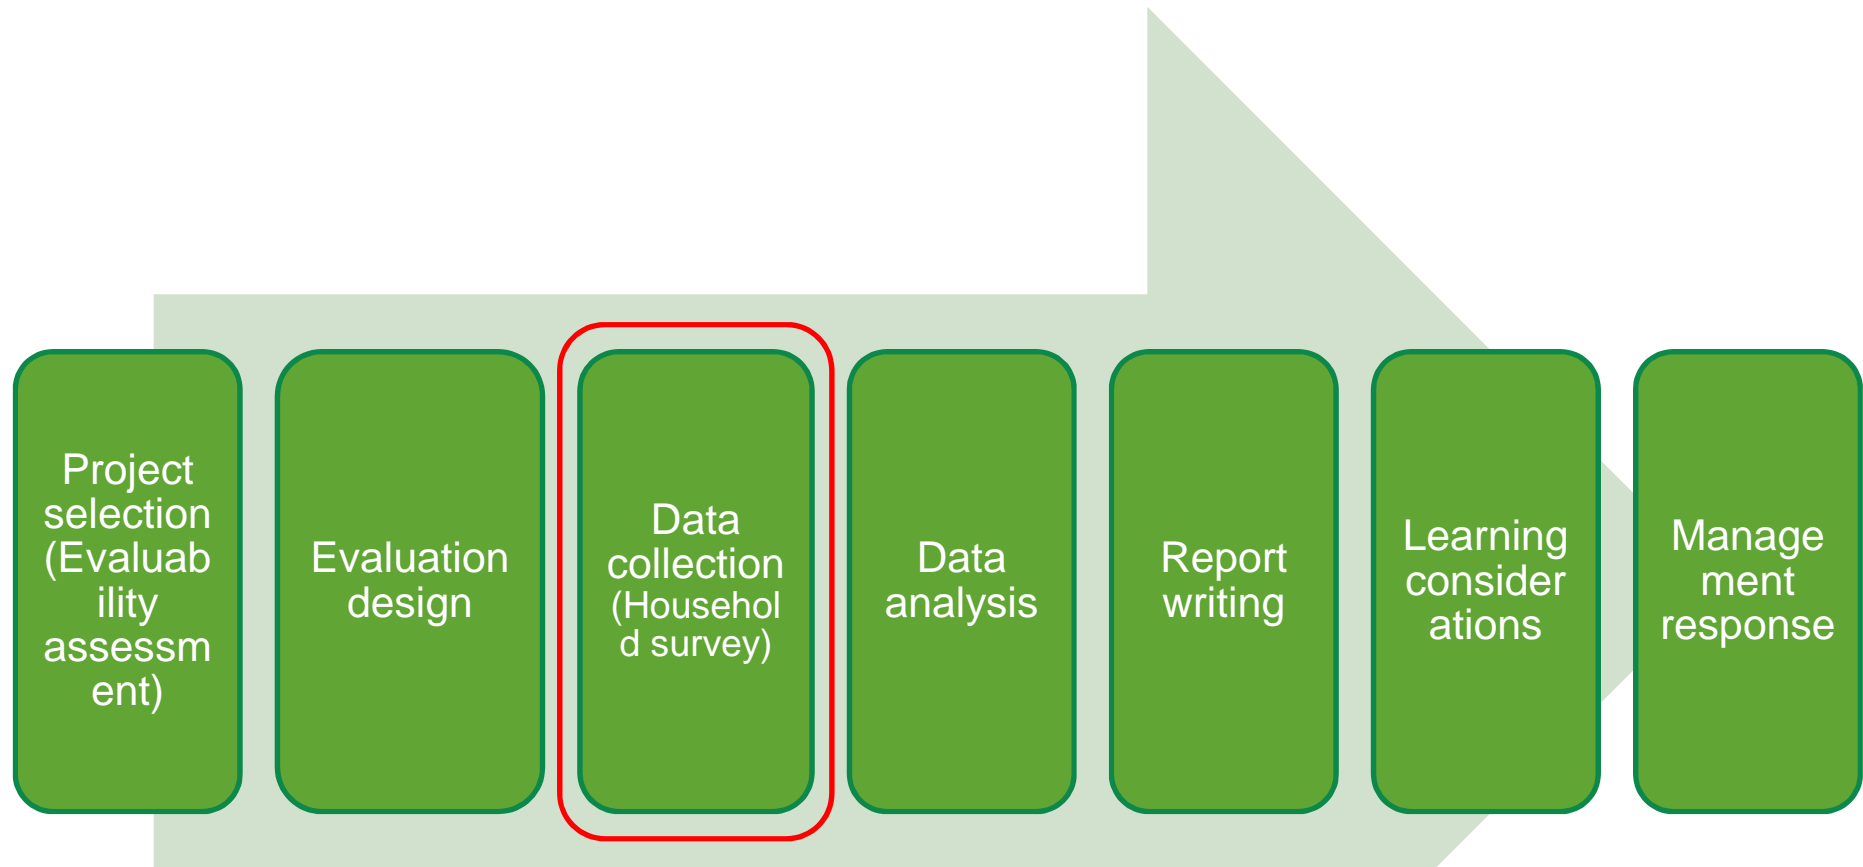 Project
selection
(Evaluab
ility
assessm
ent)
Evaluation
design
Data
collection
(Househol
d survey)
Data
analysis
Report
writing
Learning
consider
ations
Manage
ment
response